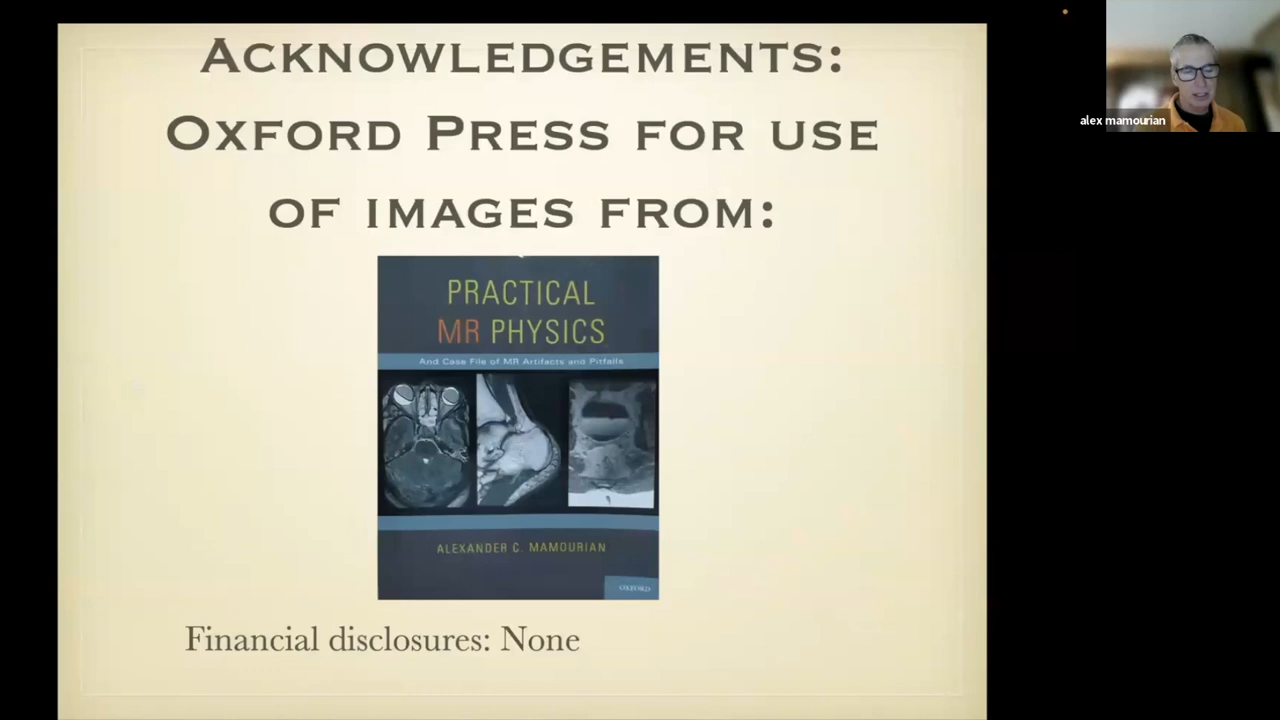 ACKNOWLEDGEMENTS:
OXFORD PRESS FOR USE
OF IMAGES FROM:
alex mamourian
PRACTICAL
MR PHYSICS
And Case File of MR Artifacts and Pitfalls
ALEXANDER C. MAMOURIAN
OXFORD
Financial disclosures: None